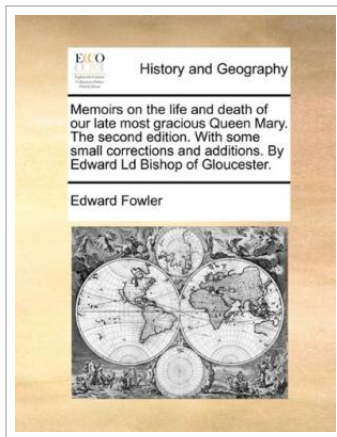 ECCO
History and Geography
Memoirs on the life and death of
our late most gracious Queen Mary.
The second edition. With some
small corrections and additions. By
Edward Ld Bishop of Gloucester.
Edward Fowler